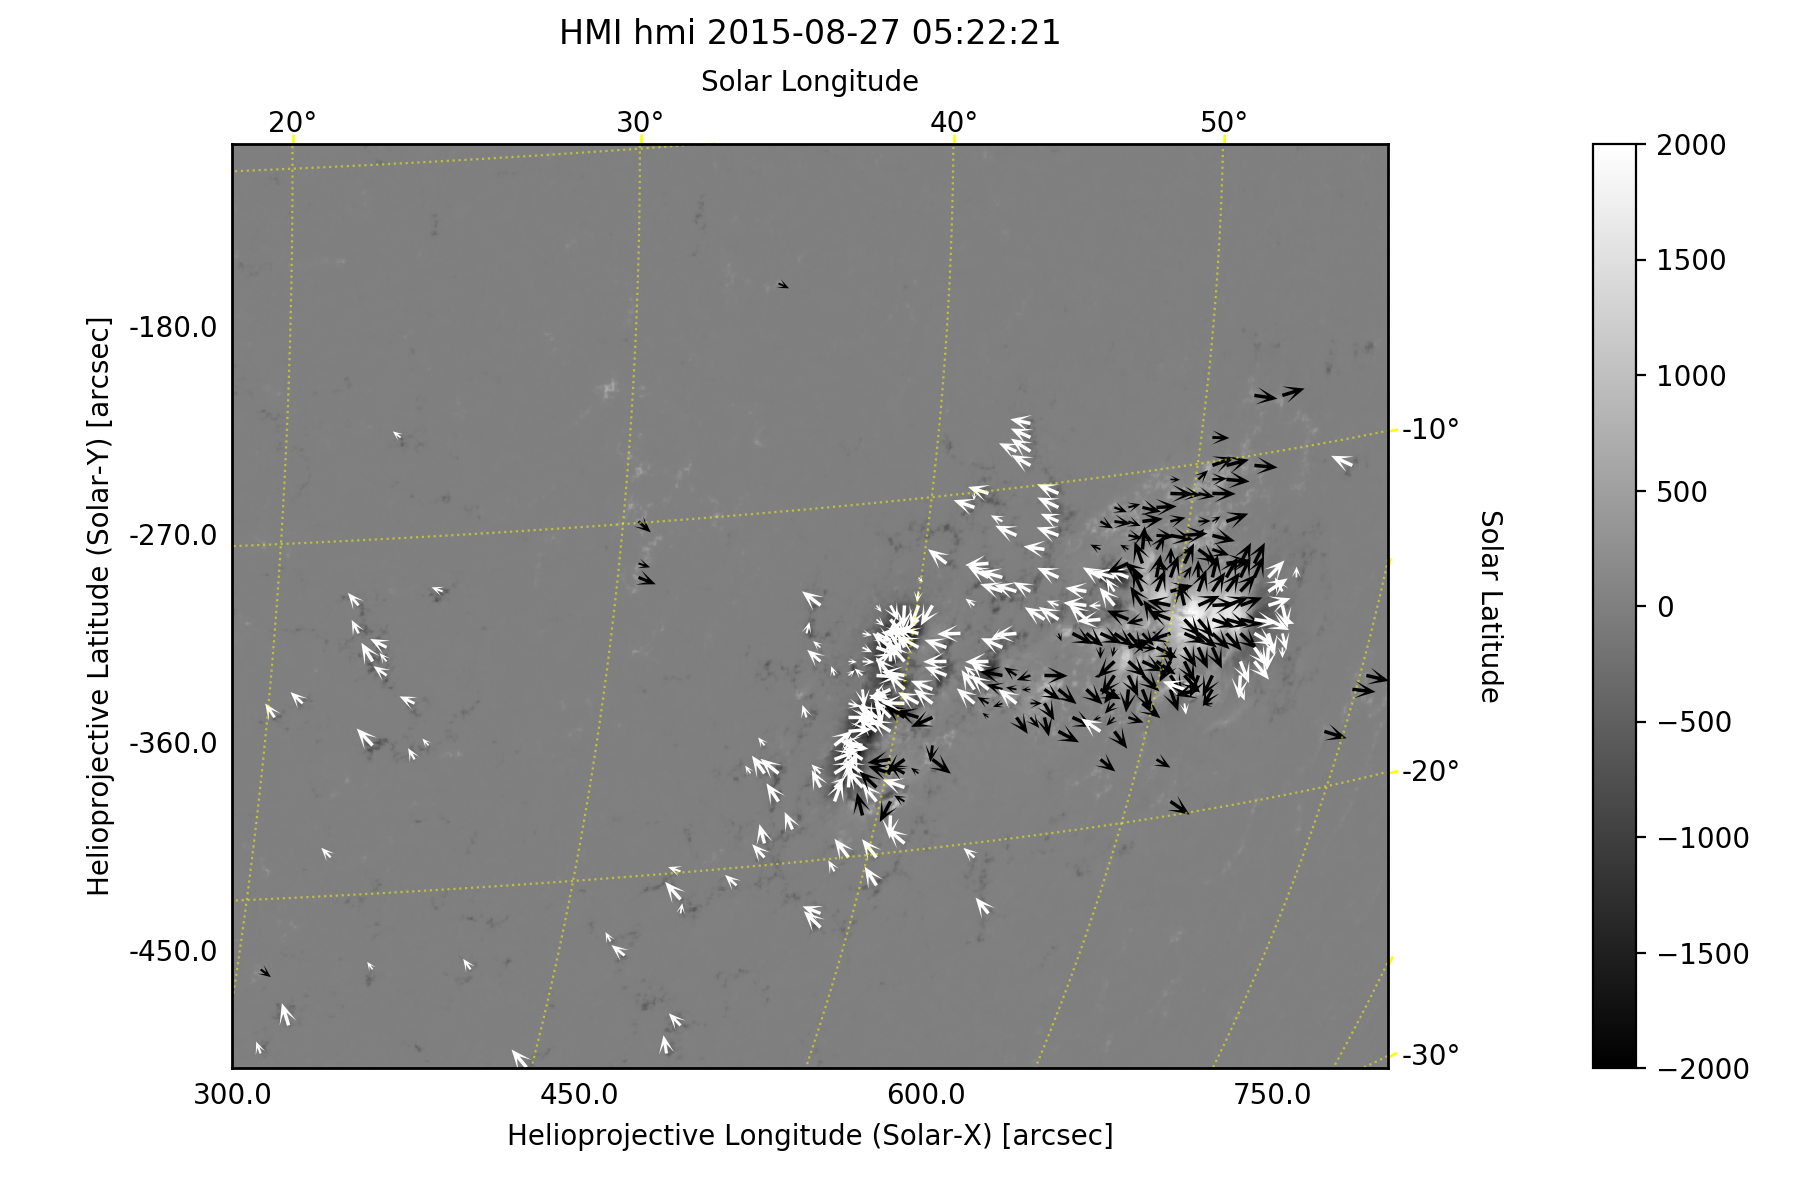 HMI hmi 2015-08-27 05:22:21
Solar Longitude
20° 30° 40° 50°
2000
1500
1000
500
0
−500
−1000
−1500
−2000
Helioprojective Latitude (Solar-Y) [arcsec]
-180.0
-270.0
-360.0
-450.0
-10°
-20°
-30°
Solar Latitude
300.0 450.0 600.0 750.0
Helioprojective Longitude (Solar-X) [arcsec]